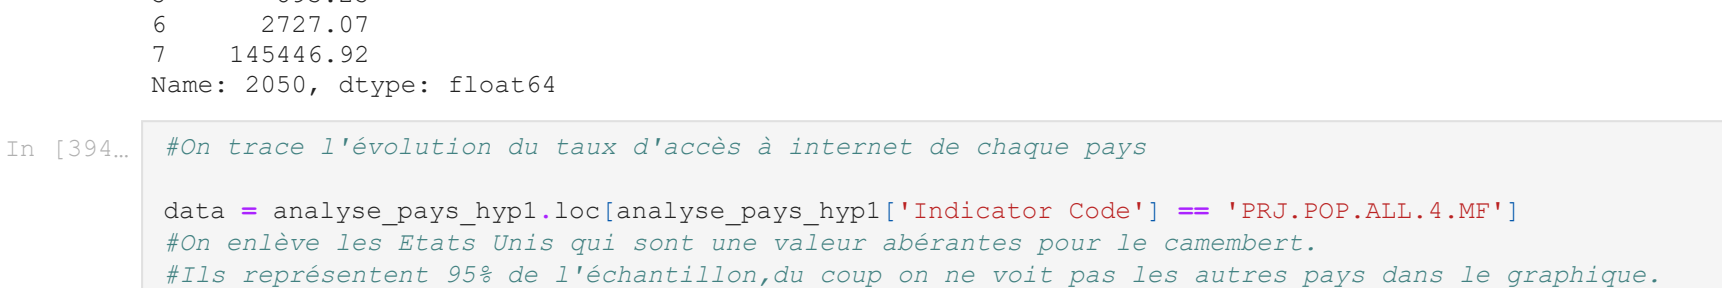 6 2727.07
7 145446.92
Name: 2050, dtype: float64
In [394…
#On trace l'évolution du taux d'accès à internet de chaque pays
data = analyse_pays_hyp1.loc[analyse_pays_hyp1['Indicator Code'] == 'PRJ.POP.ALL.4.MF']
#On enlève les Etats Unis qui sont une valeur abérantes pour le camembert.
#Ils représentent 95% de l'échantillon,du coup on ne voit pas les autres pays dans le graphique.